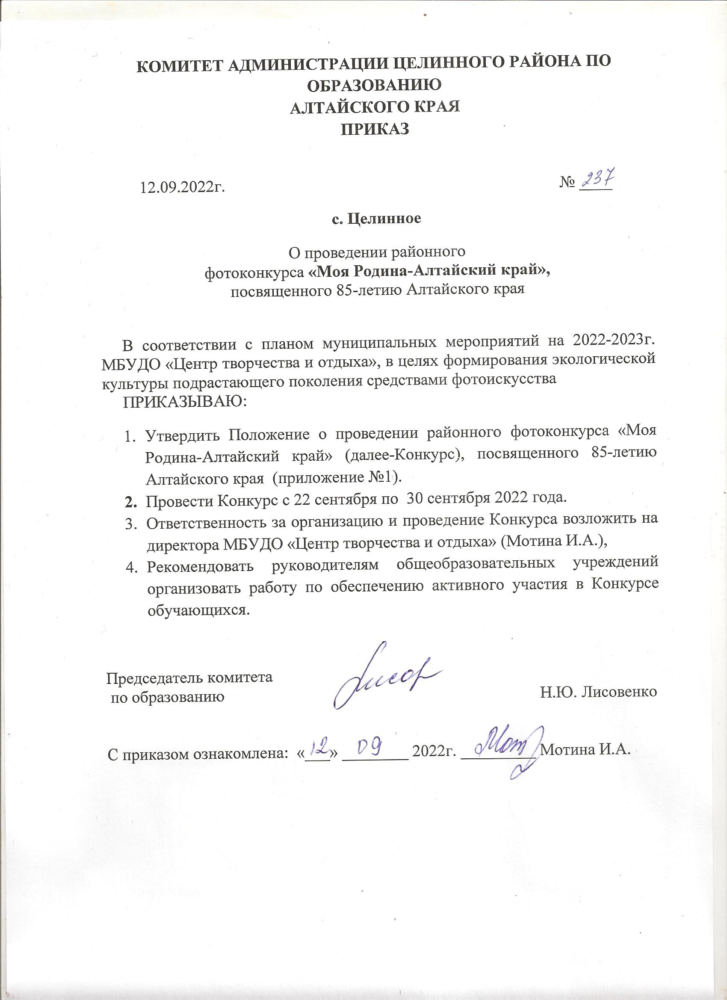 КОМИТЕТ АДМИНИСТРАЦИИ ЦЕЛИННОГО РАЙОНА ПО
ОБРАЗОВАНИЮ
АЛТАЙСКОГО КРАЯ
ПРИКАЗ
12.09.2022г. № 237
с. Целинное
О проведении районного
фотоконкурса «Моя Родина-Алтайский край»,
посвященного 85-летию Алтайского края
В соответствии с планом муниципальных мероприятий на 2022-2023г.
МБУДО «Центр творчества и отдыха», в целях формирования экологической
культуры подрастающего поколения средствами фотоискусства
ПРИКАЗЫВАЮ:
1. Утвердить Положение о проведении районного фотоконкурса «Моя
Родина-Алтайский край» (далее-Конкурс), посвященного 85-летию
Алтайского края (приложение №1).
2. Провести Конкурс с 22 сентября по 30 сентября 2022 года.
3. Ответственность за организацию и проведение Конкурса возложить на
директора МБУДО «Центр творчества и отдыха» (Мотина И.А.),
4. Рекомендовать руководителям общеобразовательных учреждений
организовать работу по обеспечению активного участия в Конкурсе
обучающихся.
Председатель комитета
по образованию Н.Ю. Лисовенко
С приказом ознакомлена: «12» 09 2022г. Мотина И.А.